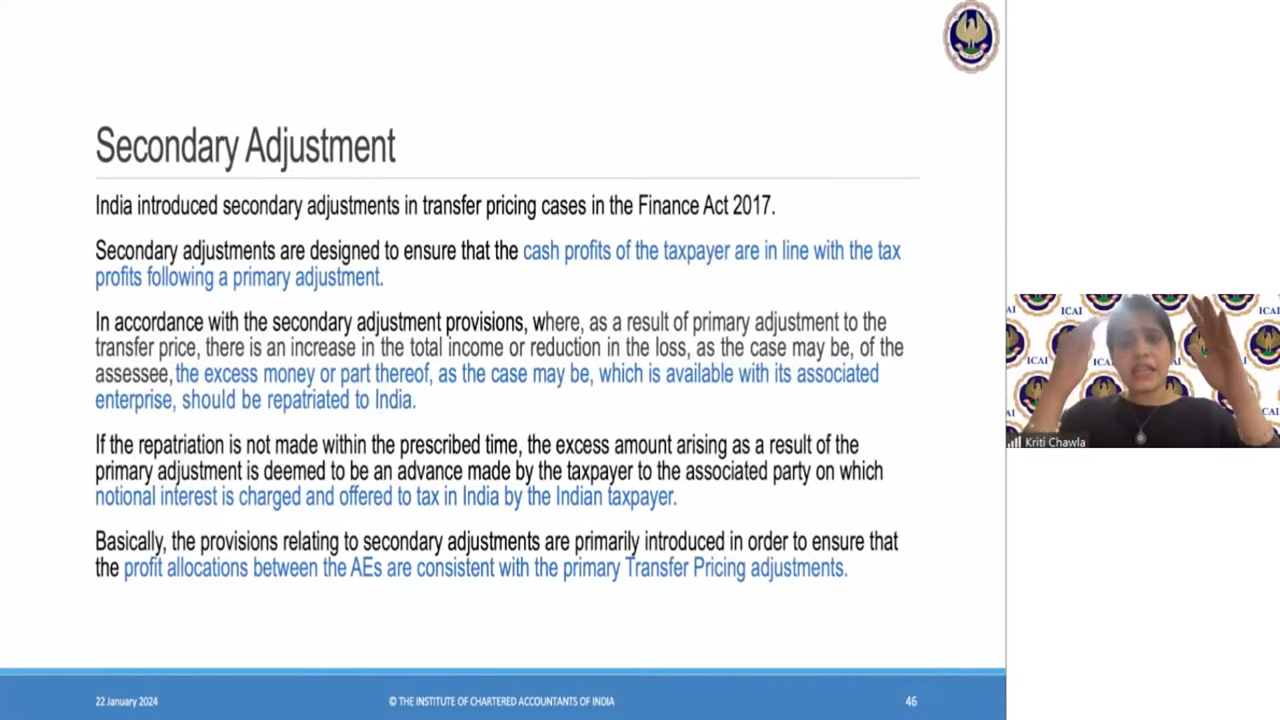 Secondary Adjustment
India introduced secondary adjustments in transfer pricing cases in the Finance Act 2017.
Secondary adjustments are designed to ensure that the cash profits of the taxpayer are in line with the tax
profits following a primary adjustment.
In accordance with the secondary adjustment provisions, where, as a result of primary adjustment to the
transfer price, there is an increase in the total income or reduction in the loss, as the case may be, of the
assessee, the excess money or part thereof, as the case may be, which is available with its associated
enterprise, should be repatriated to India.
If the repatriation is not made within the prescribed time, the excess amount arising as a result of the
primary adjustment is deemed to be an advance made by the taxpayer to the associated party on which
notional interest is charged and offered to tax in India by the Indian taxpayer.
Basically, the provisions relating to secondary adjustments are primarily introduced in order to ensure that
the profit allocations between the AEs are consistent with the primary Transfer Pricing adjustments.
22 January 2024
© THE INSTITUTE OF CHARTERED ACCOUNTANTS OF INDIA
46
ICAI
ICAI
ICAI
Kriti Chawla